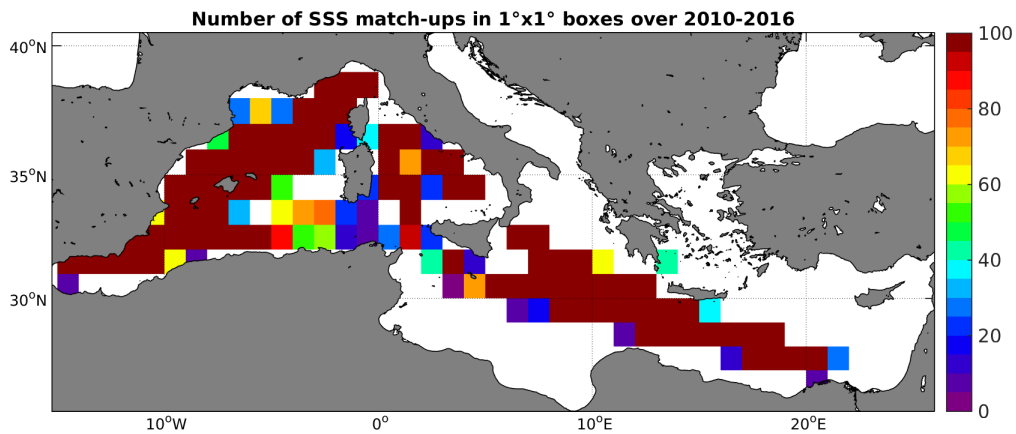 Number of SSS match-ups in 1°x1° boxes over 2010-2016
40°N
35°N
30°N
10°W
0°
10°E
20°E
100
80
60
40
20
0